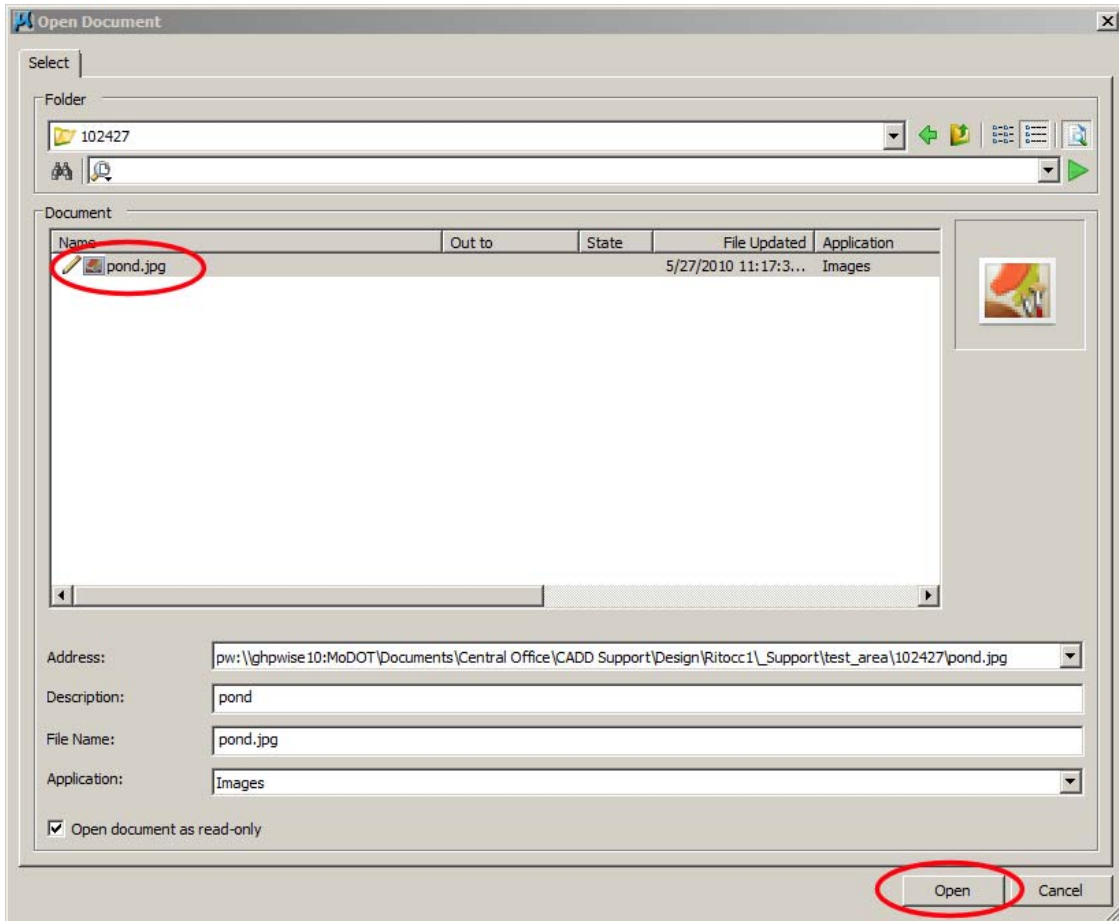 Open Document
Select
Folder
102427
Document
Name Out to State File Updated Application
pond.jpg 5/27/2010 11:17:3... Images
Address: pw:\\ghpwise10:MoDOT\Documents\Central Office\CADD Support\Design\Ritocc1\_Support\test_area\102427\pond.jpg
Description: pond
File Name: pond.jpg
Application: Images
Open document as read-only
Open Cancel